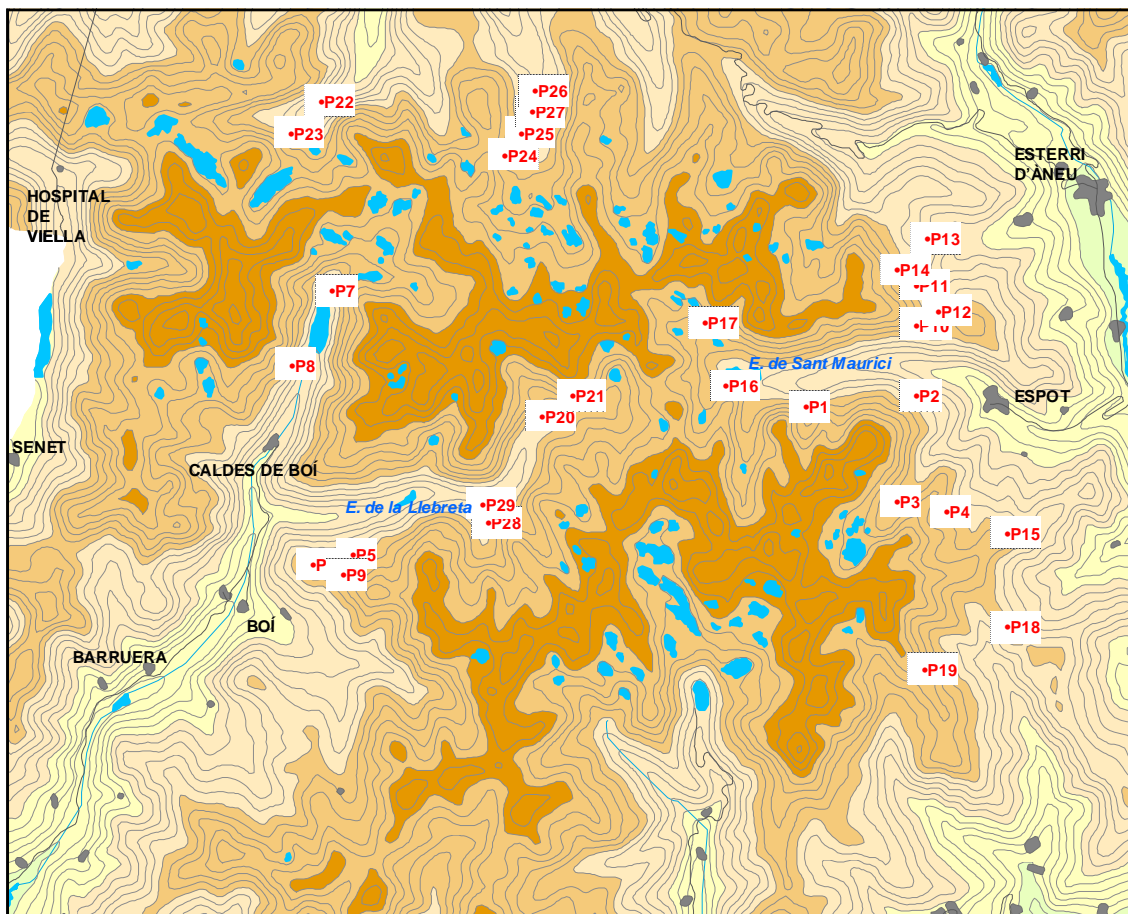 P26
P22
P27
P23
P25
P24
ESTERRI
D'ÀNEU
HOSPITAL
DE
VIELLA
P13
P14
P11
P7
P12
P10
P17
E. de Sant Maurici
P8
P16
P21
P2
ESPOT
P1
P20
SENET
CALDES DE BOÍ
P29
E. de la Llebreta
P3
P4
P28
P15
P5
P
P9
BOÍ
P18
BARRUERA
P19